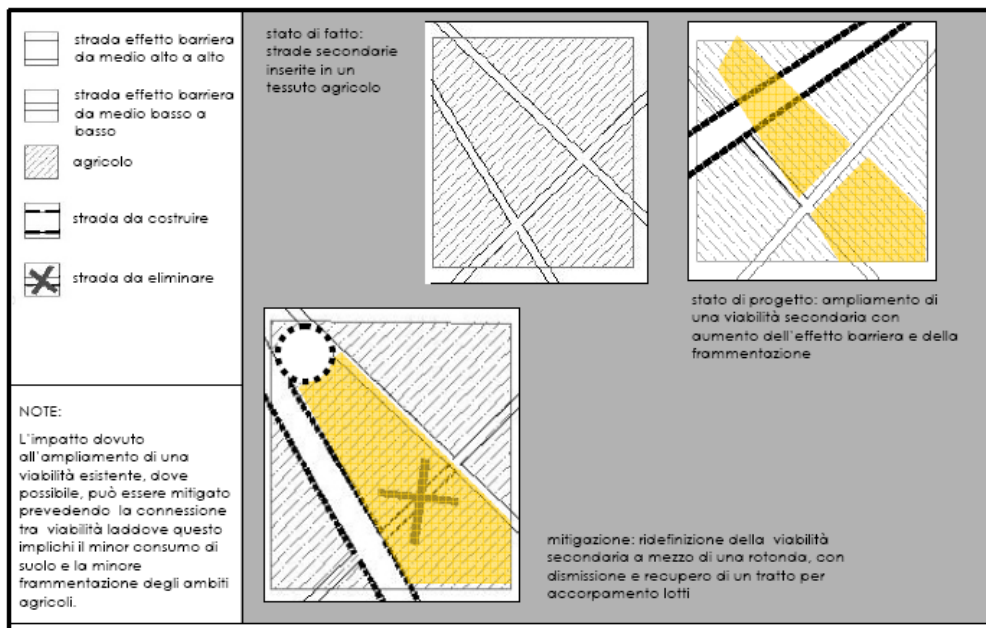 strada effetto barriera
da medio alto a alto
strada effetto barriera
da medio basso a
basso
agricolo
strada da costruire
strada da eliminare
NOTE:
L'impatto dovuto
all'ampliamento di una
viabilità esistente, dove
possibile, può essere mitigato
prevedendo la connessione
tra viabilità laddove questo
implichi il minor consumo di
suolo e la minore
frammentazione degli ambiti
agricoli.
stato di fatto:
strade secondarie
inserite in un
tessuto agricolo
stato di progetto: ampliamento di
una viabilità secondaria con
aumento dell'effetto barriera e della
frammentazione
mitigazione: ridefinizione della viabilità
secondaria a mezzo di una rotonda, con
dismissione e recupero di un tratto per
accorpamento lotti